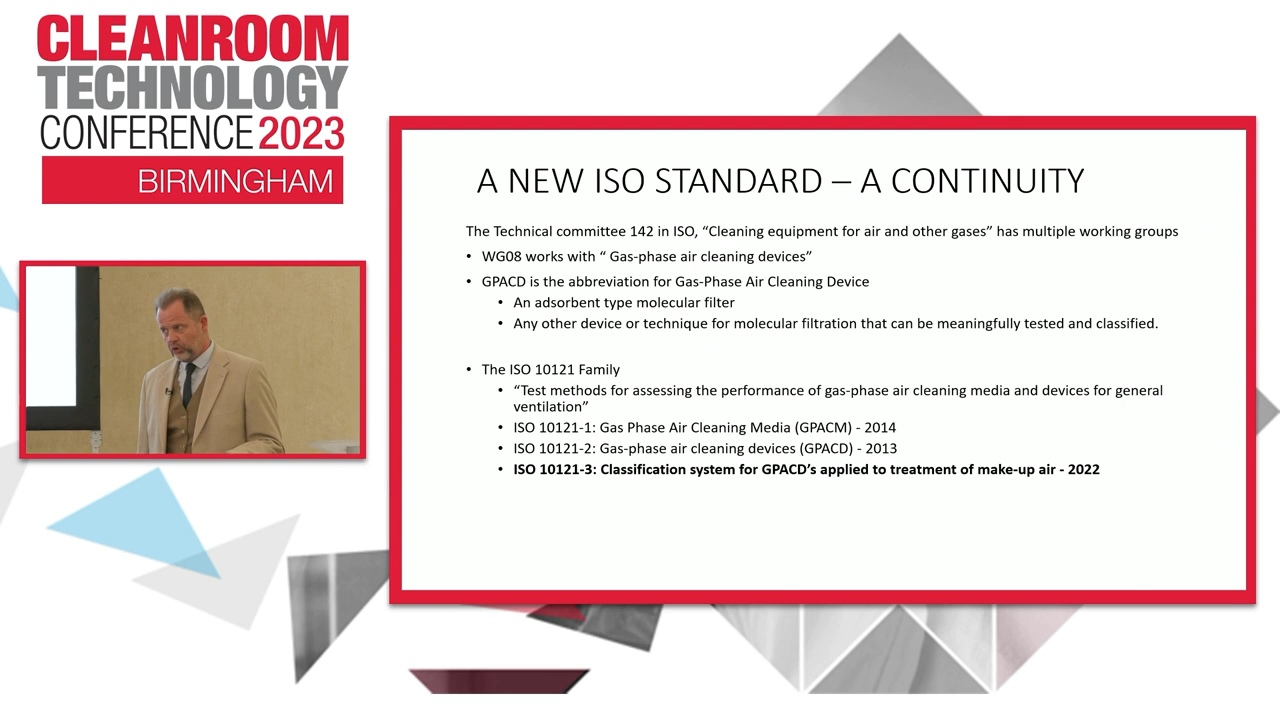 CLEANROOM
TECHNOLOGY
CONFERENCE 2023
BIRMINGHAM
A NEW ISO STANDARD – A CONTINUITY
The Technical committee 142 in ISO, “Cleaning equipment for air and other gases” has multiple working groups
• WG08 works with “ Gas-phase air cleaning devices”
• GPACD is the abbreviation for Gas-Phase Air Cleaning Device
• An adsorbent type molecular filter
• Any other device or technique for molecular filtration that can be meaningfully tested and classified.
• The ISO 10121 Family
• “Test methods for assessing the performance of gas-phase air cleaning media and devices for general
ventilation”
• ISO 10121-1: Gas Phase Air Cleaning Media (GPACM) - 2014
• ISO 10121-2: Gas-phase air cleaning devices (GPACD) - 2013
• ISO 10121-3: Classification system for GPACD’s applied to treatment of make-up air - 2022